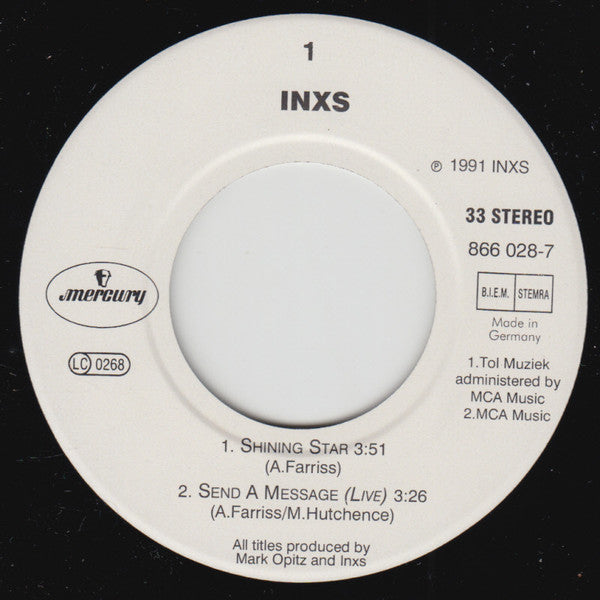 1
INXS
℗ 1991 INXS
33 STEREO
866 028-7
mercury
B.I.E.M. STEMRA
Made in
Germany
LC 0268
1.Tol Muziek
administered by
MCA Music
2.MCA Music
1. SHINING STAR 3:51
(A.Farriss)
2. SEND A MESSAGE (LIVE) 3:26
(A.Farriss/M.Hutchence)
All titles produced by
Mark Opitz and Inxs